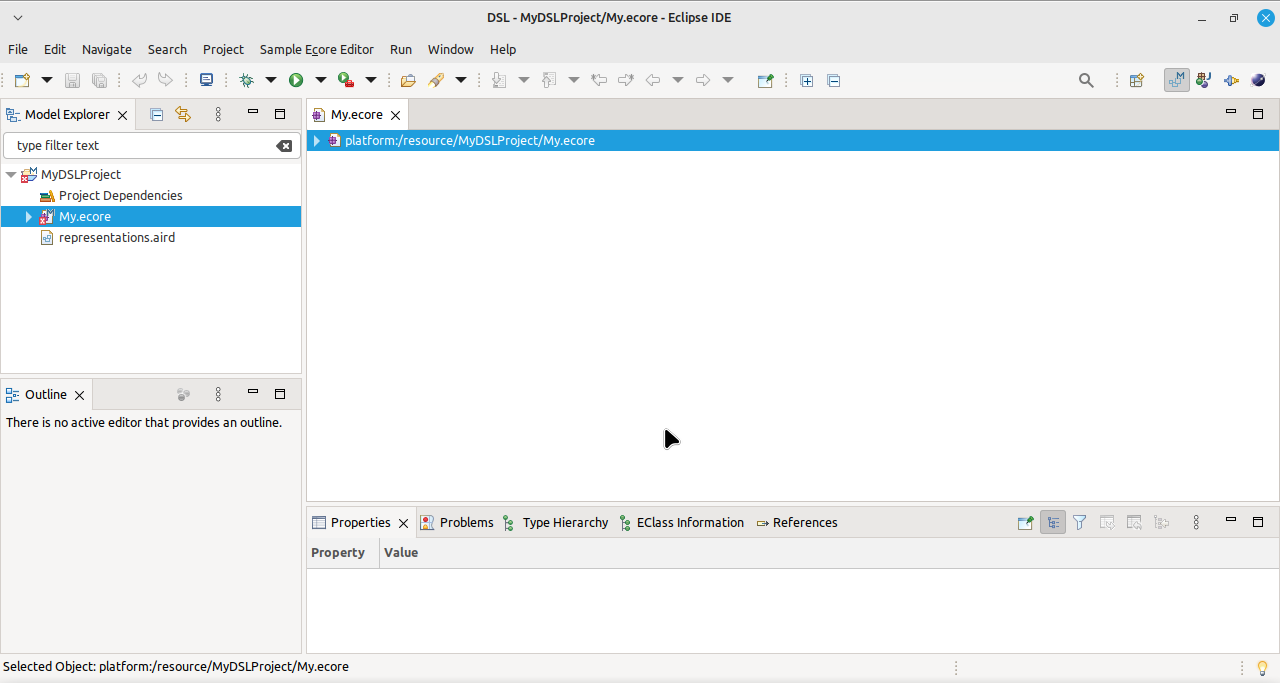 DSL - MyDSLProject/My.ecore - Eclipse IDE
File Edit Navigate Search Project Sample Ecore Editor Run Window Help
Model Explorer
My.ecore
type filter text
platform:/resource/MyDSLProject/My.ecore
MyDSLProject
Project Dependencies
My.ecore
representations.aird
Outline
There is no active editor that provides an outline.
Properties Problems Type Hierarchy EClass Information References
Property Value
Selected Object: platform:/resource/MyDSLProject/My.ecore